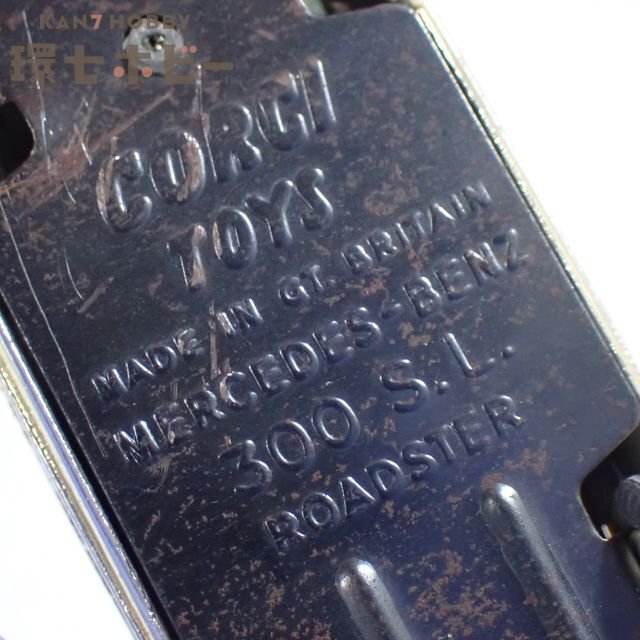 KAN7 HOBBY
環七ホビー
CORGI
TOYS
MADE IN GT. BRITAIN
MERCEDES-BENZ
300 S.L.
ROADSTER